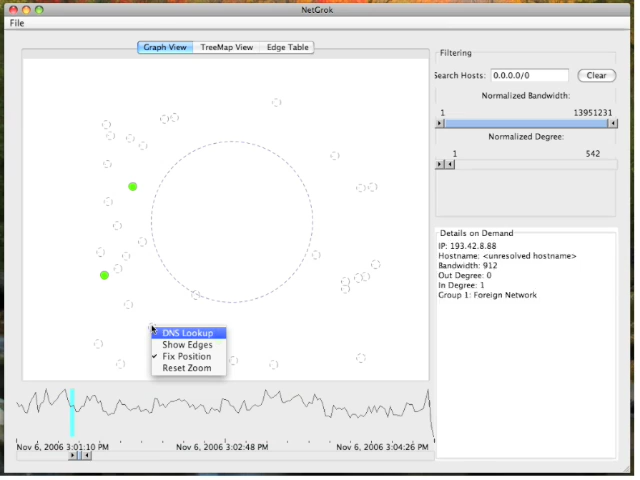 NetGrok
File
Graph View TreeMap View Edge Table
Filtering
Search Hosts: 0.0.0.0/0 Clear
Normalized Bandwidth:
1 13951231
Normalized Degree:
1 542
Details on Demand
IP: 193.42.8.88
Hostname: <unresolved hostname>
Bandwidth: 912
Out Degree: 0
In Degree: 1
Group 1: Foreign Network
DNS Lookup
Show Edges
✓ Fix Position
Reset Zoom
Nov 6, 2006 3:01:10 PM Nov 6, 2006 3:02:48 PM Nov 6, 2006 3:04:26 PM